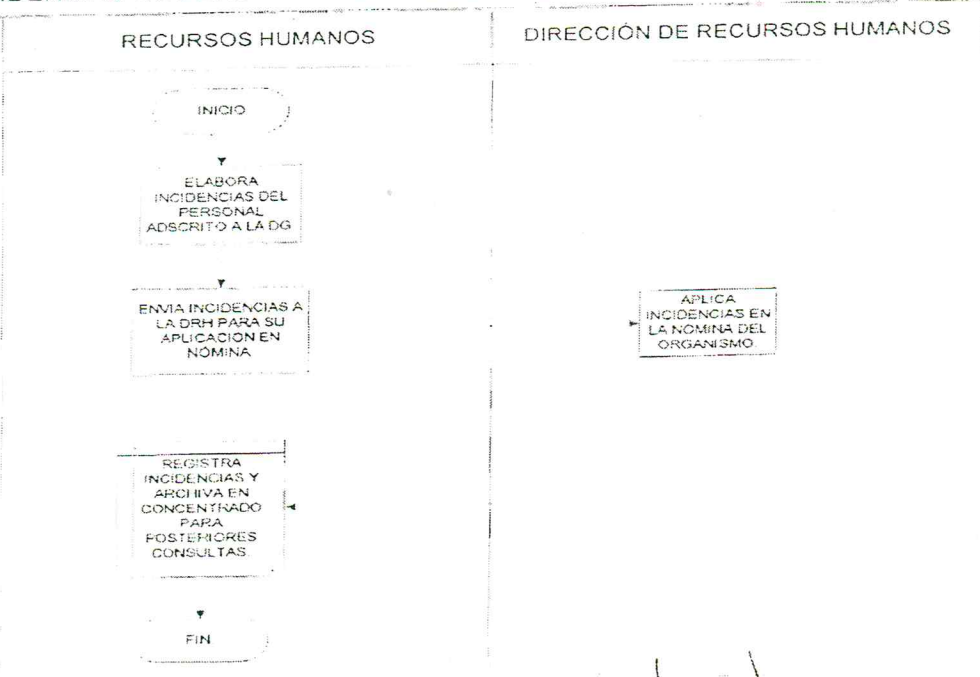 RECURSOS HUMANOS
DIRECCIÓN DE RECURSOS HUMANOS
INICIO
ELABORA
INCIDENCIAS DEL
PERSONAL
ADSCRITO A LA DG
ENVIA INCIDENCIAS A
LA DRH PARA SU
APLICACION EN
NÓMINA
APLICA
INCIDENCIAS EN
LA NOMINA DEL
ORGANISMO.
REGISTRA
INCIDENCIAS Y
ARCHIVA EN
CONCENTRADO
PARA
POSTERIORES
CONSULTAS.
FIN